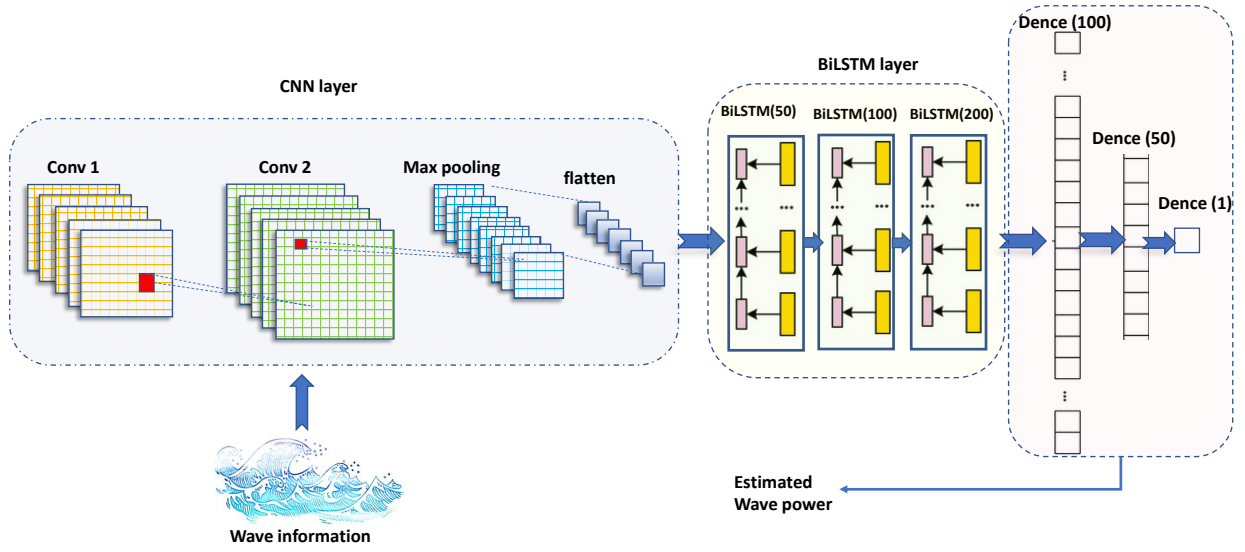 CNN layer
Conv 1
Conv 2
Max pooling
flatten
BiLSTM layer
BiLSTM(50)
BiLSTM(100)
BiLSTM(200)
Dence (100)
Dence (50)
Dence (1)
Estimated
Wave power
Wave information